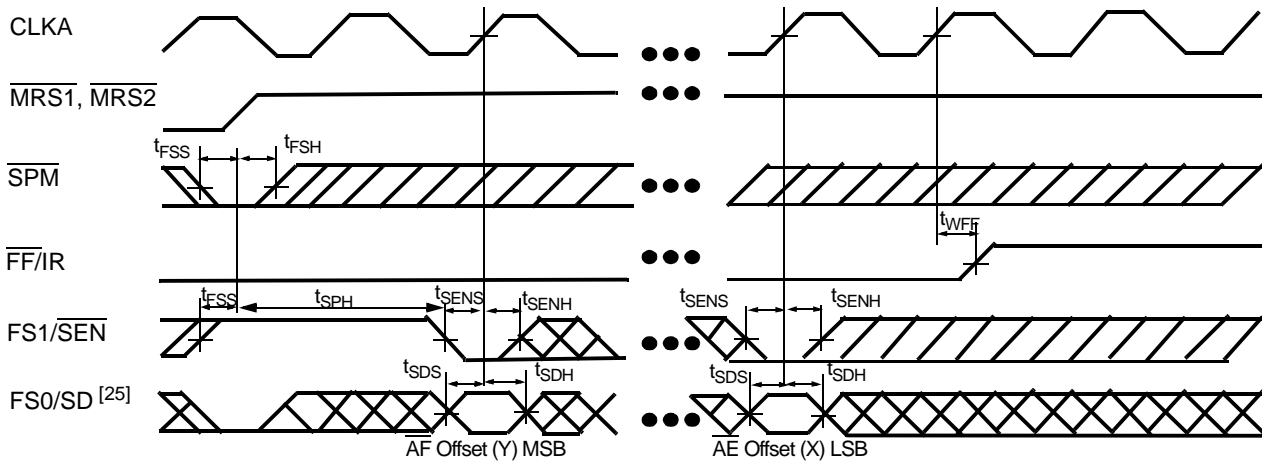 CLKA
MRS1, MRS2
tFSS tFSH
SPM
tWFF
FF/IR
tFSS tSPH tSENS tSENH tSENS tSENH
FS1/SEN
tSDS tSDH tSDS tSDH
FS0/SD [25]
AF Offset (Y) MSB AE Offset (X) LSB